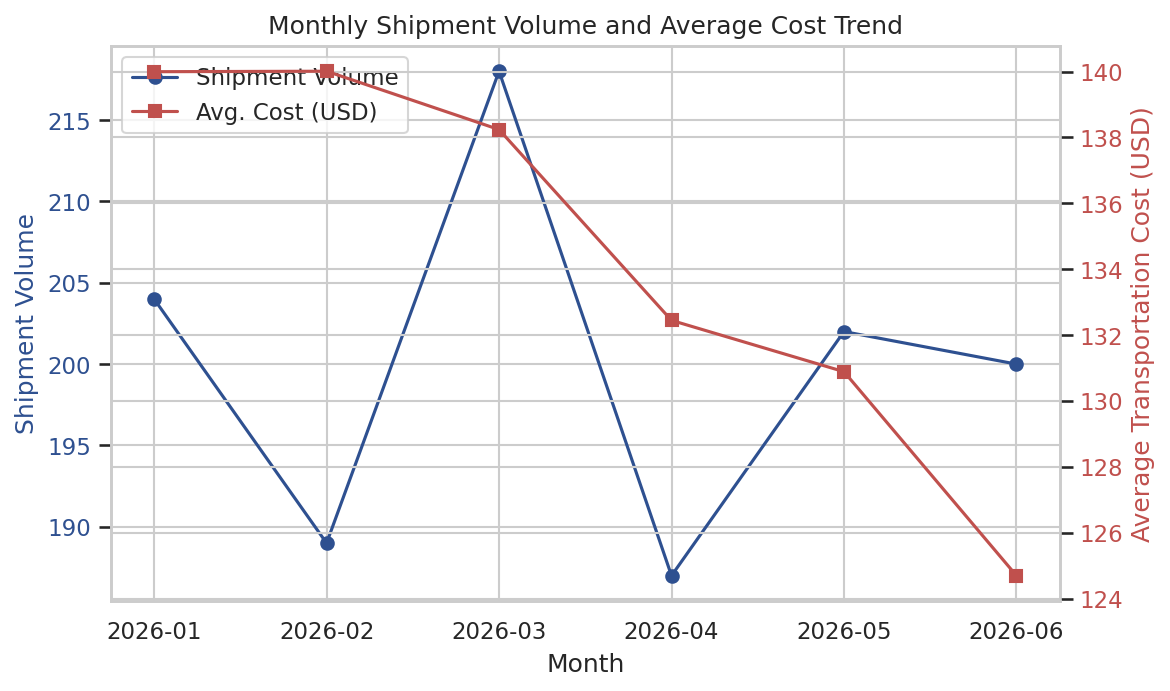 Monthly Shipment Volume and Average Cost Trend
Shipment Volume
Avg. Cost (USD)
215
210
205
200
195
190
Shipment Volume
140
138
136
134
132
130
128
126
124
Average Transportation Cost (USD)
2026-01 2026-02 2026-03 2026-04 2026-05 2026-06
Month